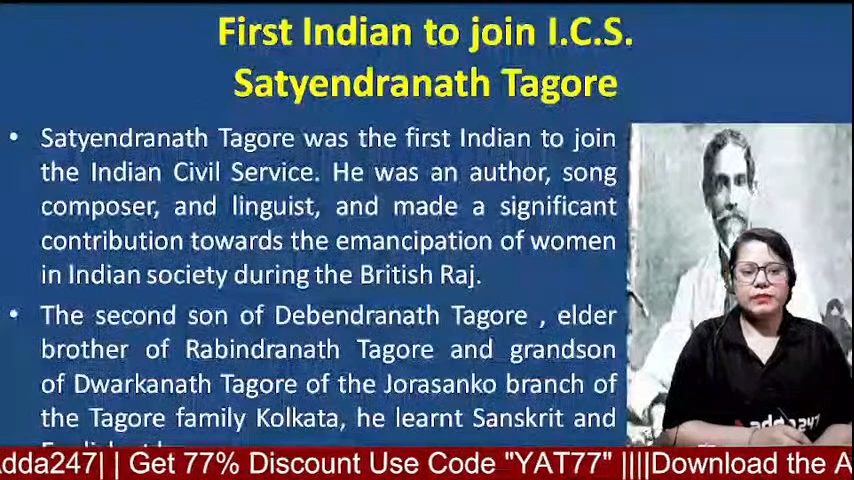 First Indian to join I.C.S.
Satyendranath Tagore
• Satyendranath Tagore was the first Indian to join
the Indian Civil Service. He was an author, song
composer, and linguist, and made a significant
contribution towards the emancipation of women
in Indian society during the British Raj.
• The second son of Debendranath Tagore , elder
brother of Rabindranath Tagore and grandson
of Dwarkanath Tagore of the Jorasanko branch of
the Tagore family Kolkata, he learnt Sanskrit and
adda247
dda247| | Get 77% Discount Use Code "YAT77" ||||Download the A